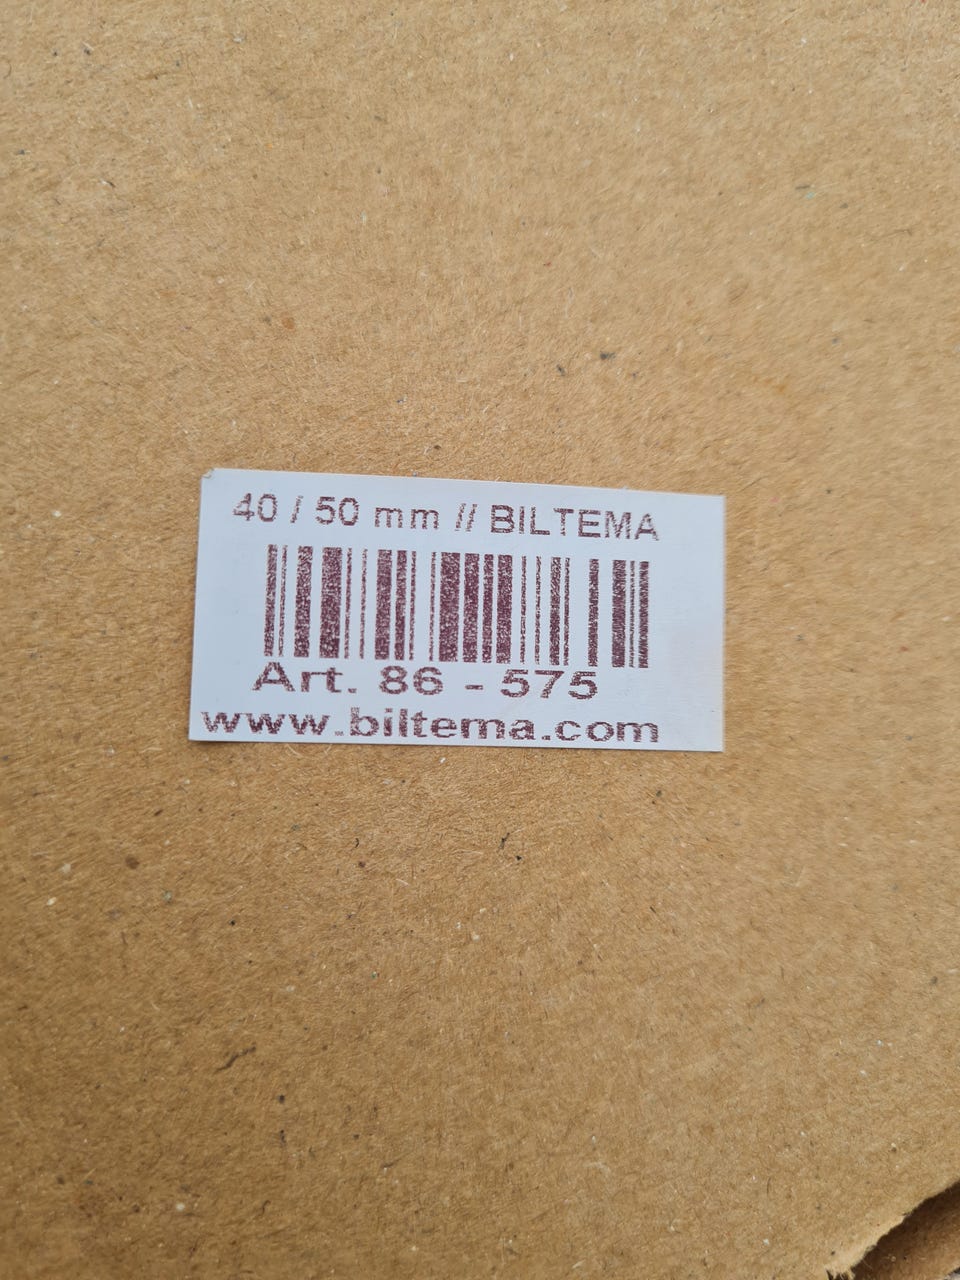 40 / 50 mm // BILTEMA
Art. 86 - 575
www.biltema.com